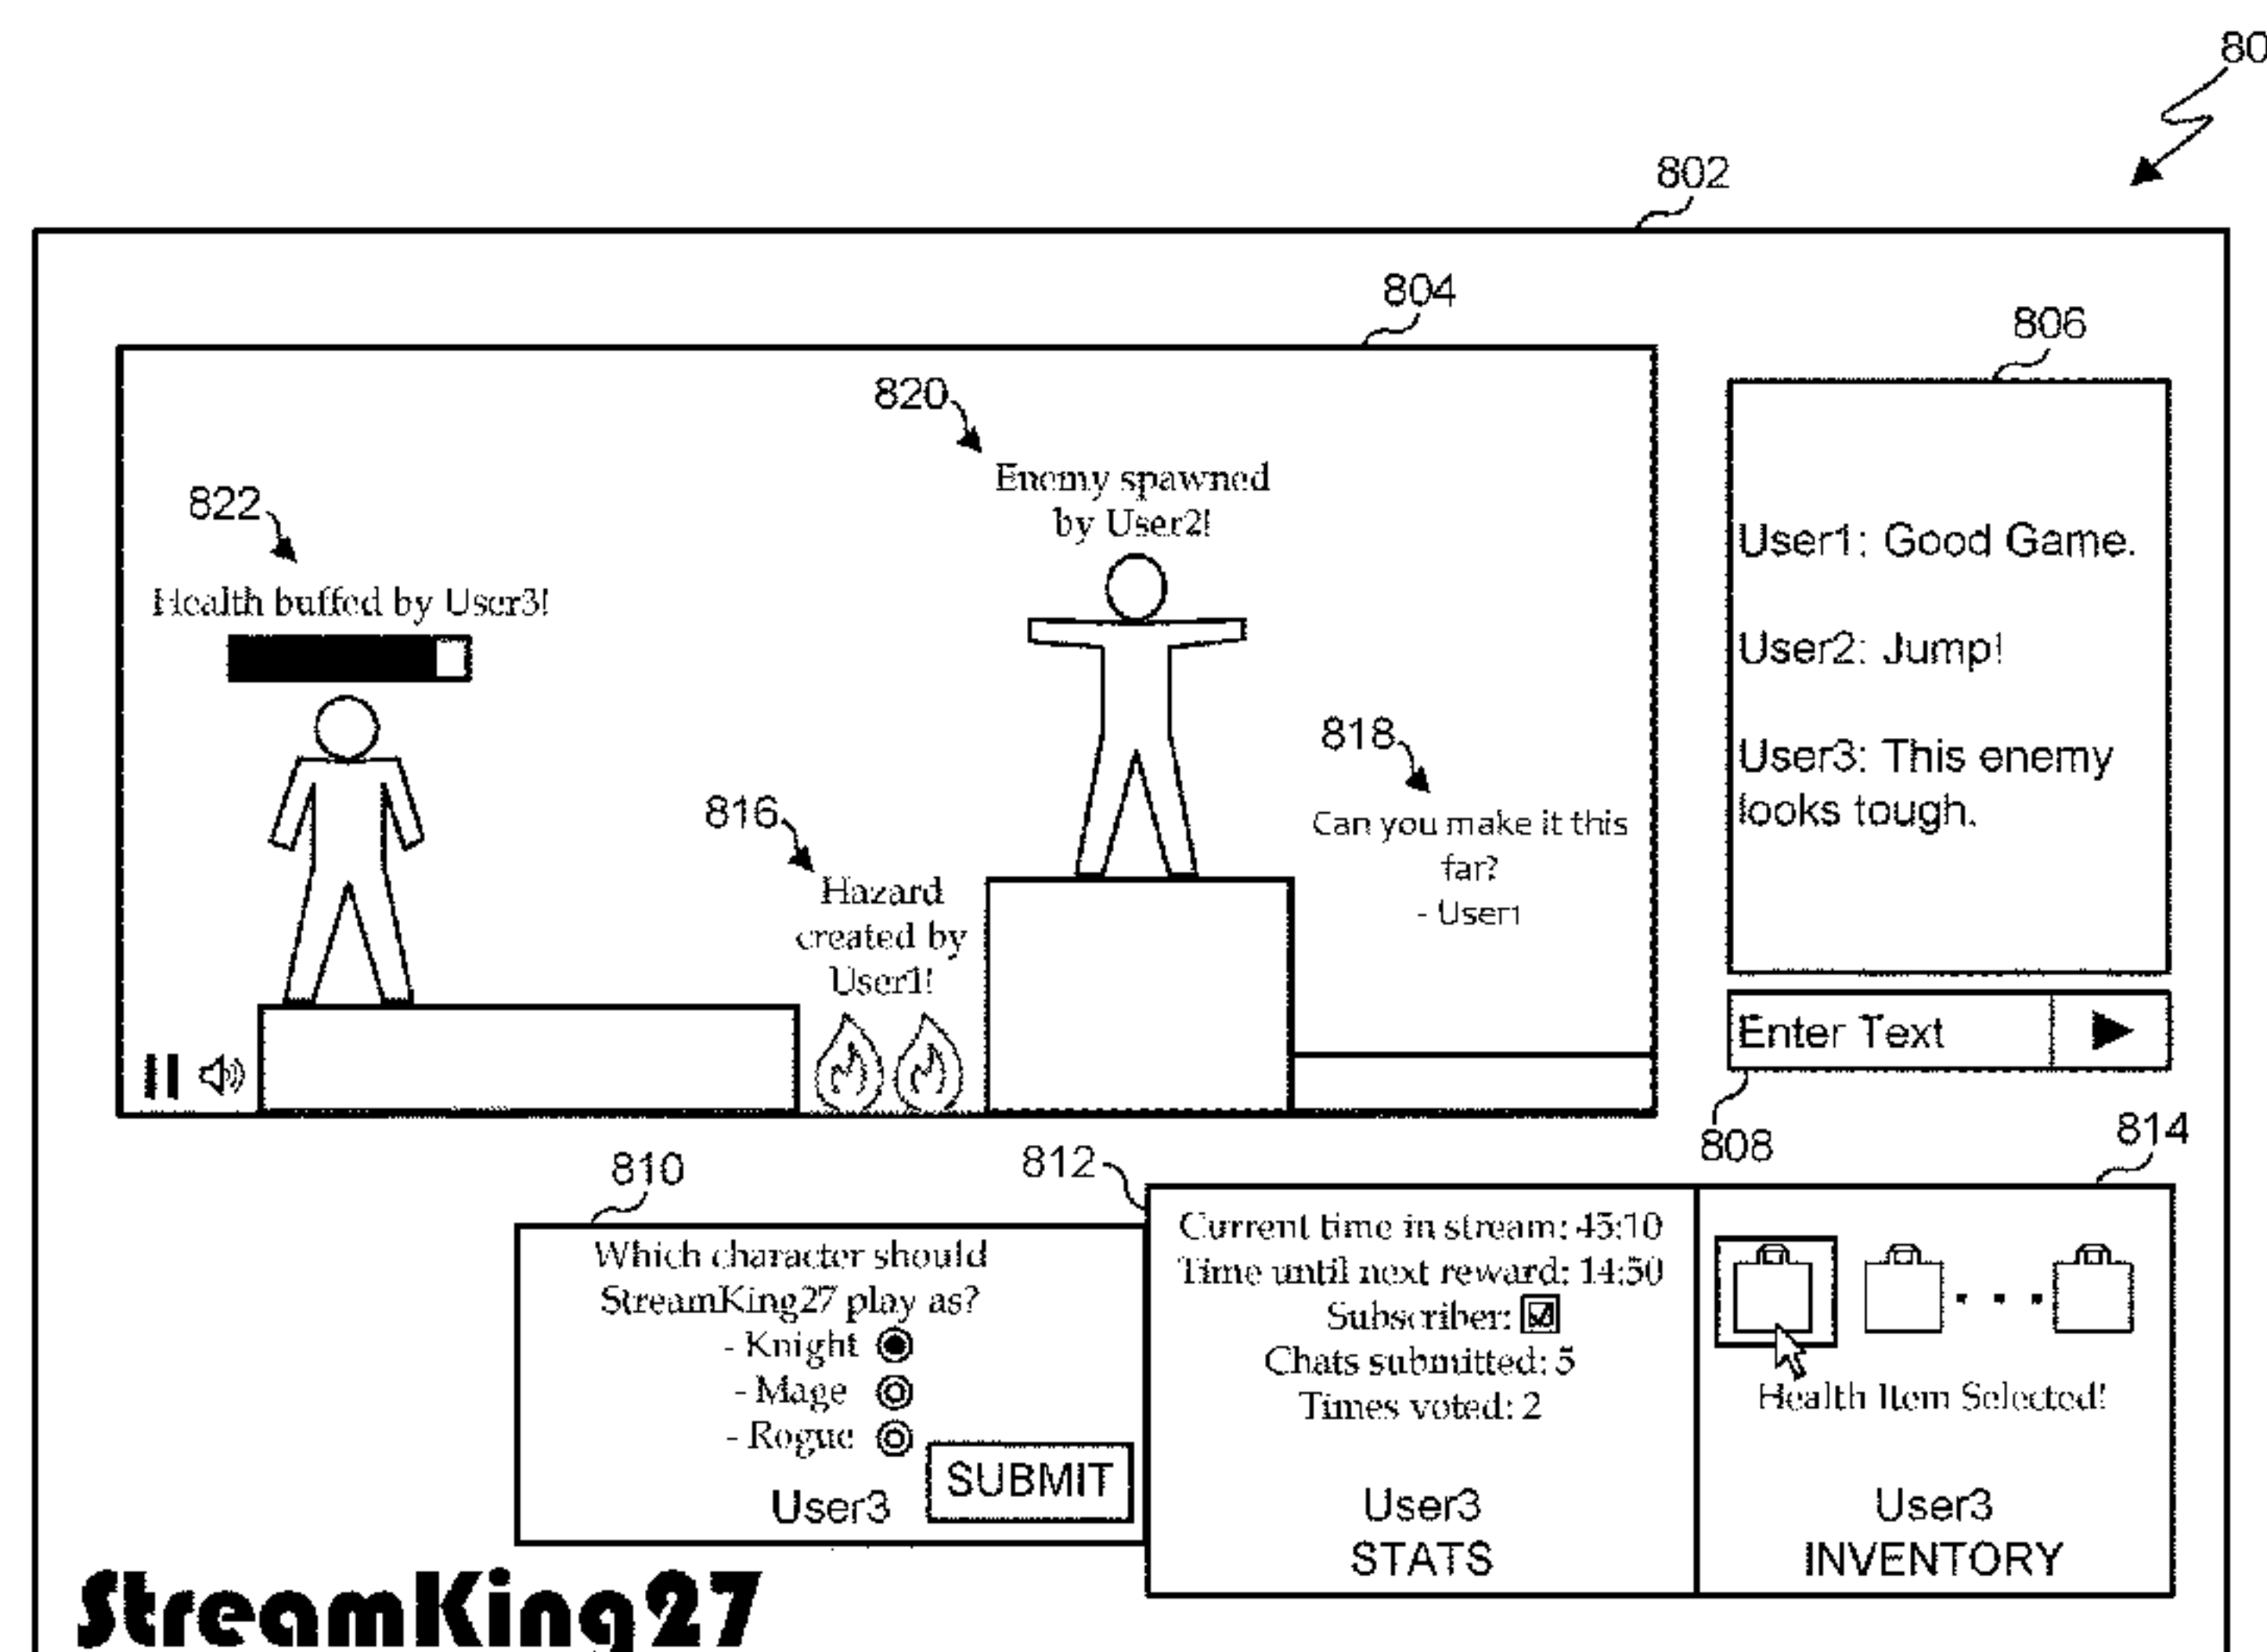 80
802
804
806
820
Enemy spawned
by User2!
822
Health buffed by User3!
User1: Good Game.
User2: Jump!
User3: This enemy
looks tough.
818
Can you make it this
far?
- User1
816
Hazard
created by
User1!
Enter Text
808
810
Which character should
StreamKing27 play as?
- Knight
- Mage
- Rogue
User3
SUBMIT
812
Current time in stream: 45:10
Time until next reward: 14:50
Subscriber:
Chats submitted: 5
Times voted: 2
User3
STATS
814
Health Item Selected!
User3
INVENTORY
StreamKing27